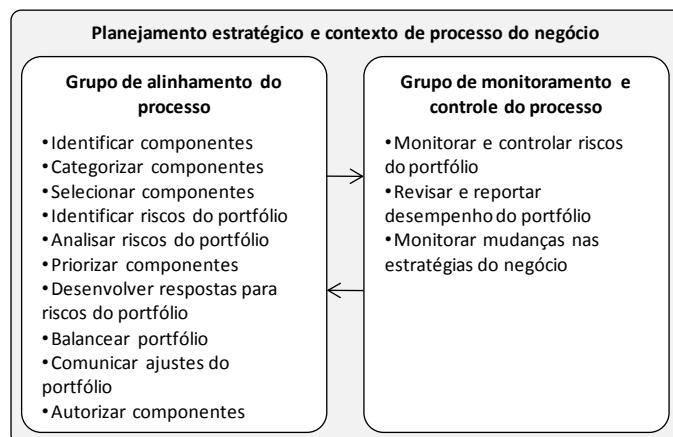 Planejamento estratégico e contexto de processo do negócio
Grupo de alinhamento do
processo
•Identificar componentes
•Categorizar componentes
•Selecionar componentes
•Identificar riscos do portfólio
•Analisar riscos do portfólio
•Priorizar componentes
•Desenvolver respostas para
riscos do portfólio
•Balancear portfólio
•Comunicar ajustes do
portfólio
•Autorizar componentes
Grupo de monitoramento e
controle do processo
•Monitorar e controlar riscos
do portfólio
•Revisar e reportar
desempenho do portfólio
•Monitorar mudanças nas
estratégias do negócio